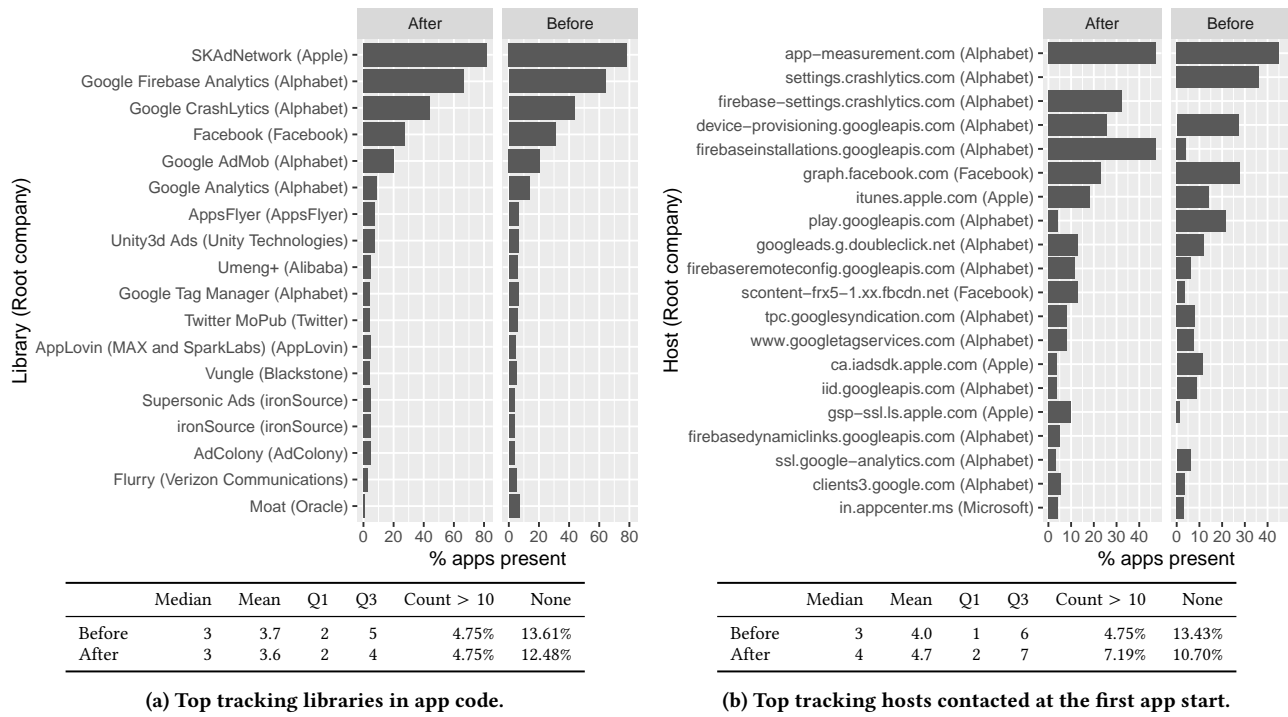 After Before
SKAdNetwork (Apple)
Google Firebase Analytics (Alphabet)
Google CrashLytics (Alphabet)
Facebook (Facebook)
Google AdMob (Alphabet)
Google Analytics (Alphabet)
AppsFlyer (AppsFlyer)
Unity3d Ads (Unity Technologies)
Umeng+ (Alibaba)
Google Tag Manager (Alphabet)
Twitter MoPub (Twitter)
AppLovin (MAX and SparkLabs) (AppLovin)
Vungle (Blackstone)
Supersonic Ads (ironSource)
ironSource (ironSource)
AdColony (AdColony)
Flurry (Verizon Communications)
Moat (Oracle)
Library (Root company)
0 20 40 60 80 0 20 40 60 80
% apps present
Median Mean Q1 Q3 Count > 10 None
Before 3 3.7 2 5 4.75% 13.61%
After 3 3.6 2 4 4.75% 12.48%
(a) Top tracking libraries in app code.
After Before
app−measurement.com (Alphabet)
settings.crashlytics.com (Alphabet)
firebase−settings.crashlytics.com (Alphabet)
device−provisioning.googleapis.com (Alphabet)
firebaseinstallations.googleapis.com (Alphabet)
graph.facebook.com (Facebook)
itunes.apple.com (Apple)
play.googleapis.com (Alphabet)
googleads.g.doubleclick.net (Alphabet)
firebaseremoteconfig.googleapis.com (Alphabet)
scontent−frx5−1.xx.fbcdn.net (Facebook)
tpc.googlesyndication.com (Alphabet)
www.googletagservices.com (Alphabet)
ca.iadsdk.apple.com (Apple)
iid.googleapis.com (Alphabet)
gsp−ssl.ls.apple.com (Apple)
firebasedynamiclinks.googleapis.com (Alphabet)
ssl.google−analytics.com (Alphabet)
clients3.google.com (Alphabet)
in.appcenter.ms (Microsoft)
Host (Root company)
0 10 20 30 40 0 10 20 30 40
% apps present
Median Mean Q1 Q3 Count > 10 None
Before 3 4.0 1 6 4.75% 13.43%
After 4 4.7 2 7 7.19% 10.70%
(b) Top tracking hosts contacted at the first app start.